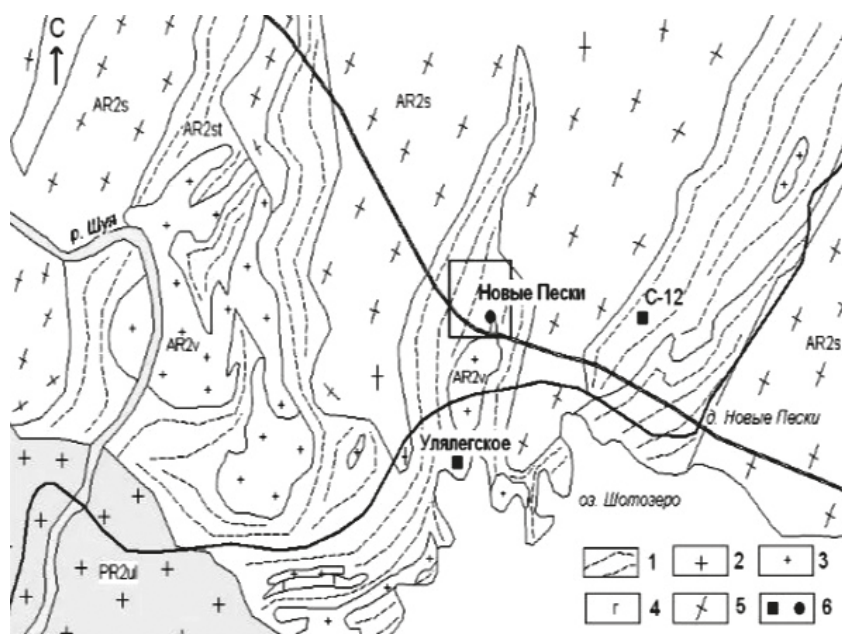 С
AR2s
AR2st
AR2s
р. Шуя
Новые Пески
С-12
AR2v
AR2v
AR2s
д. Новые Пески
Улялегское
оз. Шотозеро
PR2ul
1
2
3
г 4
5
6